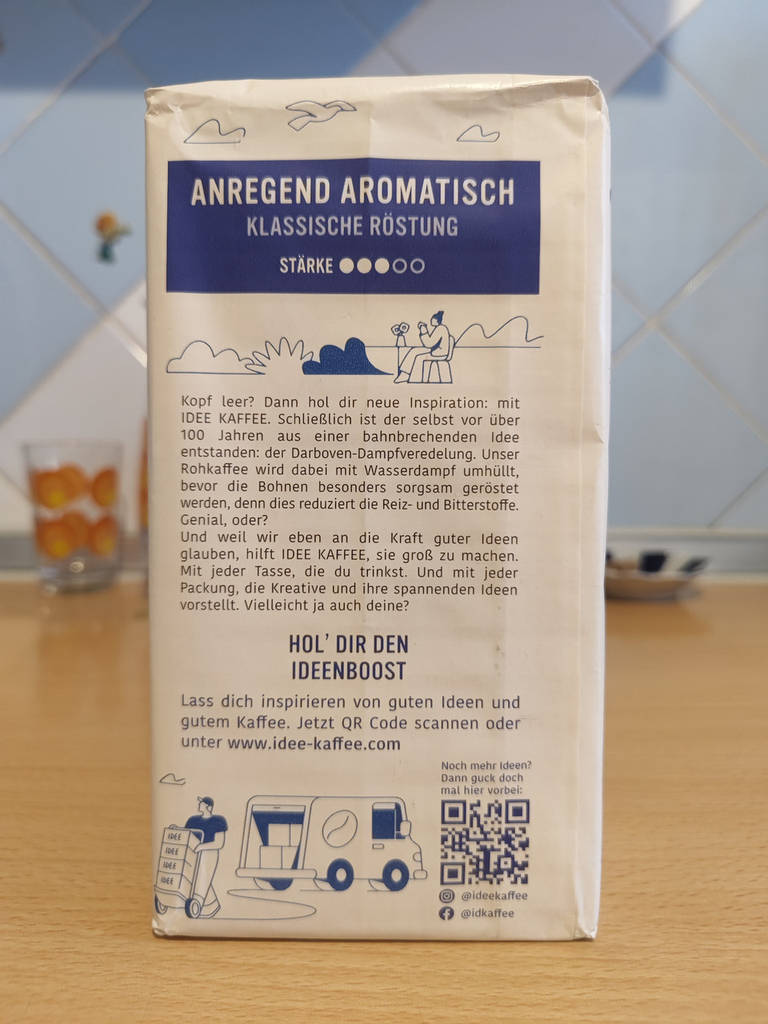 ANREGEND AROMATISCH
KLASSISCHE RÖSTUNG
STÄRKE
Kopf leer? Dann hol dir neue Inspiration: mit
IDEE KAFFEE. Schließlich ist der selbst vor über
100 Jahren aus einer bahnbrechenden Idee
entstanden: der Darboven-Dampfveredelung. Unser
Rohkaffee wird dabei mit Wasserdampf umhüllt,
bevor die Bohnen besonders sorgsam geröstet
werden, denn dies reduziert die Reiz- und Bitterstoffe.
Genial, oder?
Und weil wir eben an die Kraft guter Ideen
glauben, hilft IDEE KAFFEE, sie groß zu machen.
Mit jeder Tasse, die du trinkst. Und mit jeder
Packung, die Kreative und ihre spannenden Ideen
vorstellt. Vielleicht ja auch deine?
HOL' DIR DEN
IDEENBOOST
Lass dich inspirieren von guten Ideen und
gutem Kaffee. Jetzt QR Code scannen oder
unter www.idee-kaffee.com
Noch mehr Ideen?
Dann guck doch
mal hier vorbei:
IDEE
IDEE
IDEE
IDEE
@ideekaffee
@idkaffee